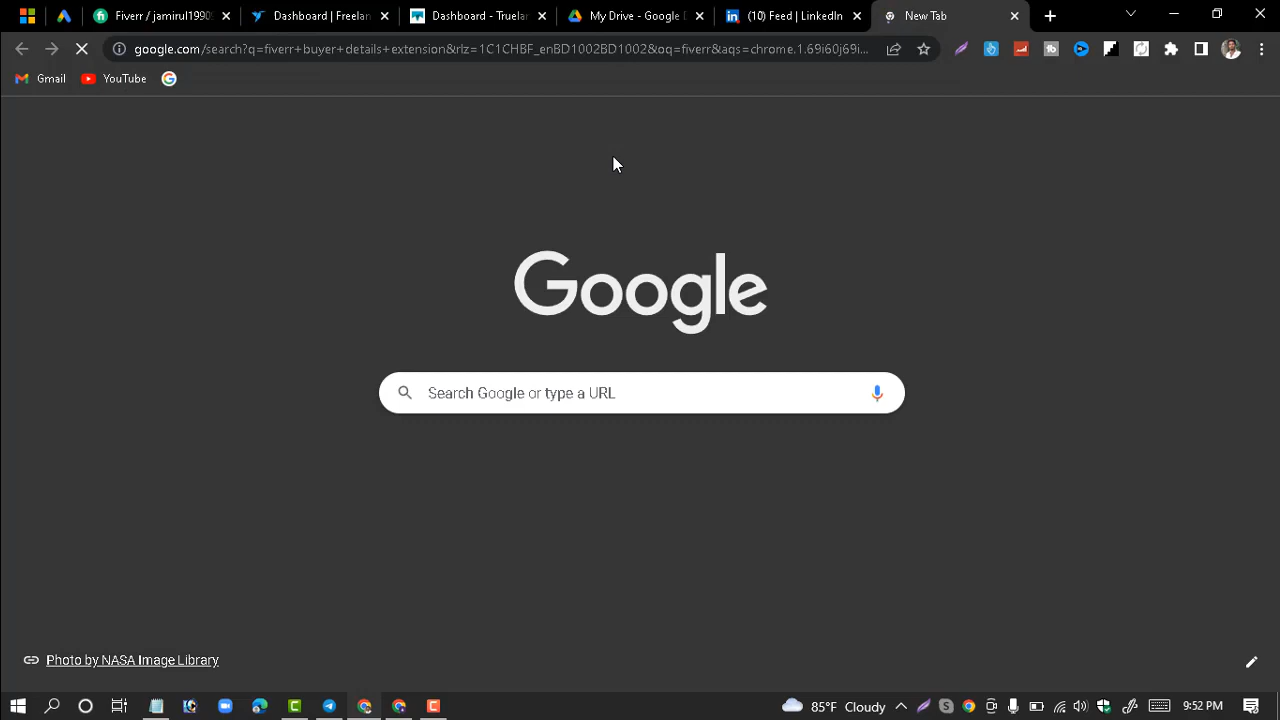 Fiverr / jamirul1990
Dashboard | Freelan
Dashboard - Truelan
My Drive - Google D
(10) Feed | LinkedIn
New Tab
google.com/search?q=fiverr+buyer+details+extension&rlz=1C1CHBF_enBD1002BD1002&oq=fiverr&aqs=chrome.1.69i60j69i...
Gmail
YouTube
Google
Search Google or type a URL
Photo by NASA Image Library
85°F Cloudy
9:52 PM